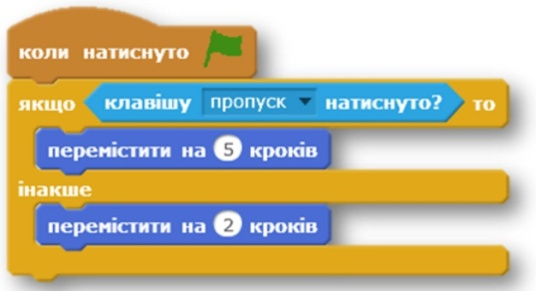 коли натиснуто
якщо клавішу пропуск натиснуто? то
перемістити на 5 кроків
інакше
перемістити на 2 кроків